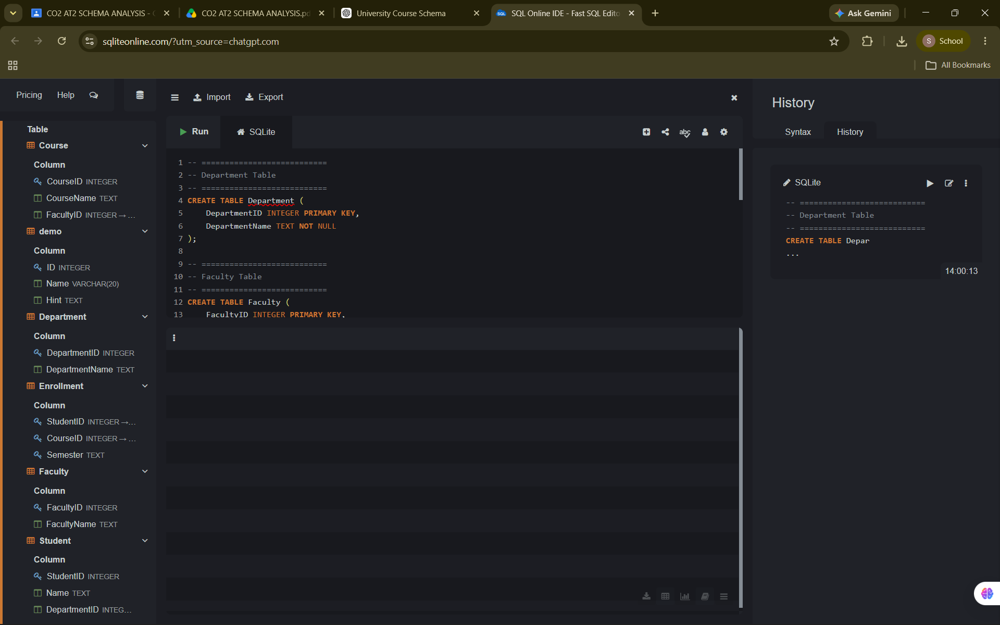 CO2 AT2 SCHEMA ANALYSIS - C
CO2 AT2 SCHEMA ANALYSIS.pd
University Course Schema
SQL Online IDE - Fast SQL Edito
Ask Gemini
sqliteonline.com/?utm_source=chatgpt.com
S School
All Bookmarks
Pricing Help
Import Export
Run SQLite
Table
Course
Column
CourseID INTEGER
CourseName TEXT
FacultyID INTEGER → ...
demo
Column
ID INTEGER
Name VARCHAR(20)
Hint TEXT
Department
Column
DepartmentID INTEGER
DepartmentName TEXT
Enrollment
Column
StudentID INTEGER →...
CourseID INTEGER → ...
Semester TEXT
Faculty
Column
FacultyID INTEGER
FacultyName TEXT
Student
Column
StudentID INTEGER
Name TEXT
DepartmentID INTEG...
1 -- ===========================
2 -- Department Table
3 -- ===========================
4 CREATE TABLE Department (
5 DepartmentID INTEGER PRIMARY KEY,
6 DepartmentName TEXT NOT NULL
7 );
8
9 -- ===========================
10 -- Faculty Table
11 -- ===========================
12 CREATE TABLE Faculty (
13 FacultyID INTEGER PRIMARY KEY,
History
Syntax History
SQLite
-- ===========================
-- Department Table
-- ===========================
CREATE TABLE Depar
...
14:00:13